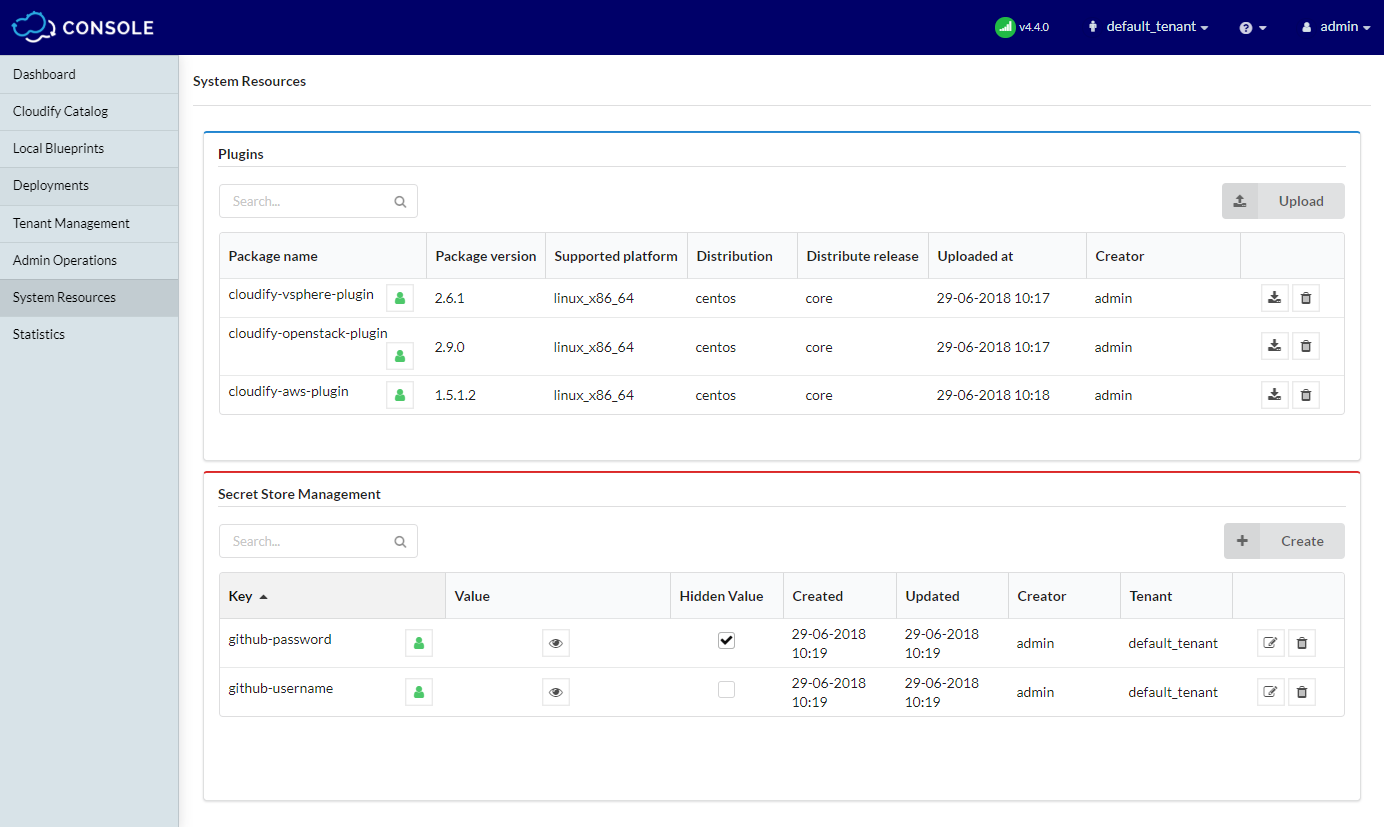 CONSOLE
v4.4.0
default_tenant
admin
Dashboard
Cloudify Catalog
Local Blueprints
Deployments
Tenant Management
Admin Operations
System Resources
Statistics
System Resources
Plugins
Search...
Upload
Package name Package version Supported platform Distribution Distribute release Uploaded at Creator
cloudify-vsphere-plugin 2.6.1 linux_x86_64 centos core 29-06-2018 10:17 admin
cloudify-openstack-plugin 2.9.0 linux_x86_64 centos core 29-06-2018 10:17 admin
cloudify-aws-plugin 1.5.1.2 linux_x86_64 centos core 29-06-2018 10:18 admin
Secret Store Management
Search...
Create
Key Value Hidden Value Created Updated Creator Tenant
github-password 29-06-2018 29-06-2018 admin default_tenant
10:19 10:19
github-username 29-06-2018 29-06-2018 admin default_tenant
10:19 10:19